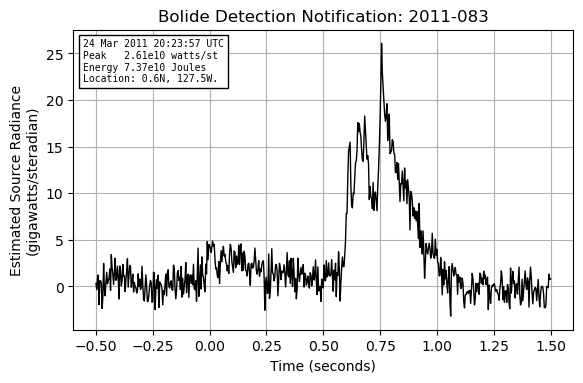 Bolide Detection Notification: 2011-083
24 Mar 2011 20:23:57 UTC
Peak   2.61e10 watts/st
Energy 7.37e10 Joules
Location: 0.6N, 127.5W.
Estimated Source Radiance
(gigawatts/steradian)
25
20
15
10
5
0
−0.50 −0.25 0.00 0.25 0.50 0.75 1.00 1.25 1.50
Time (seconds)